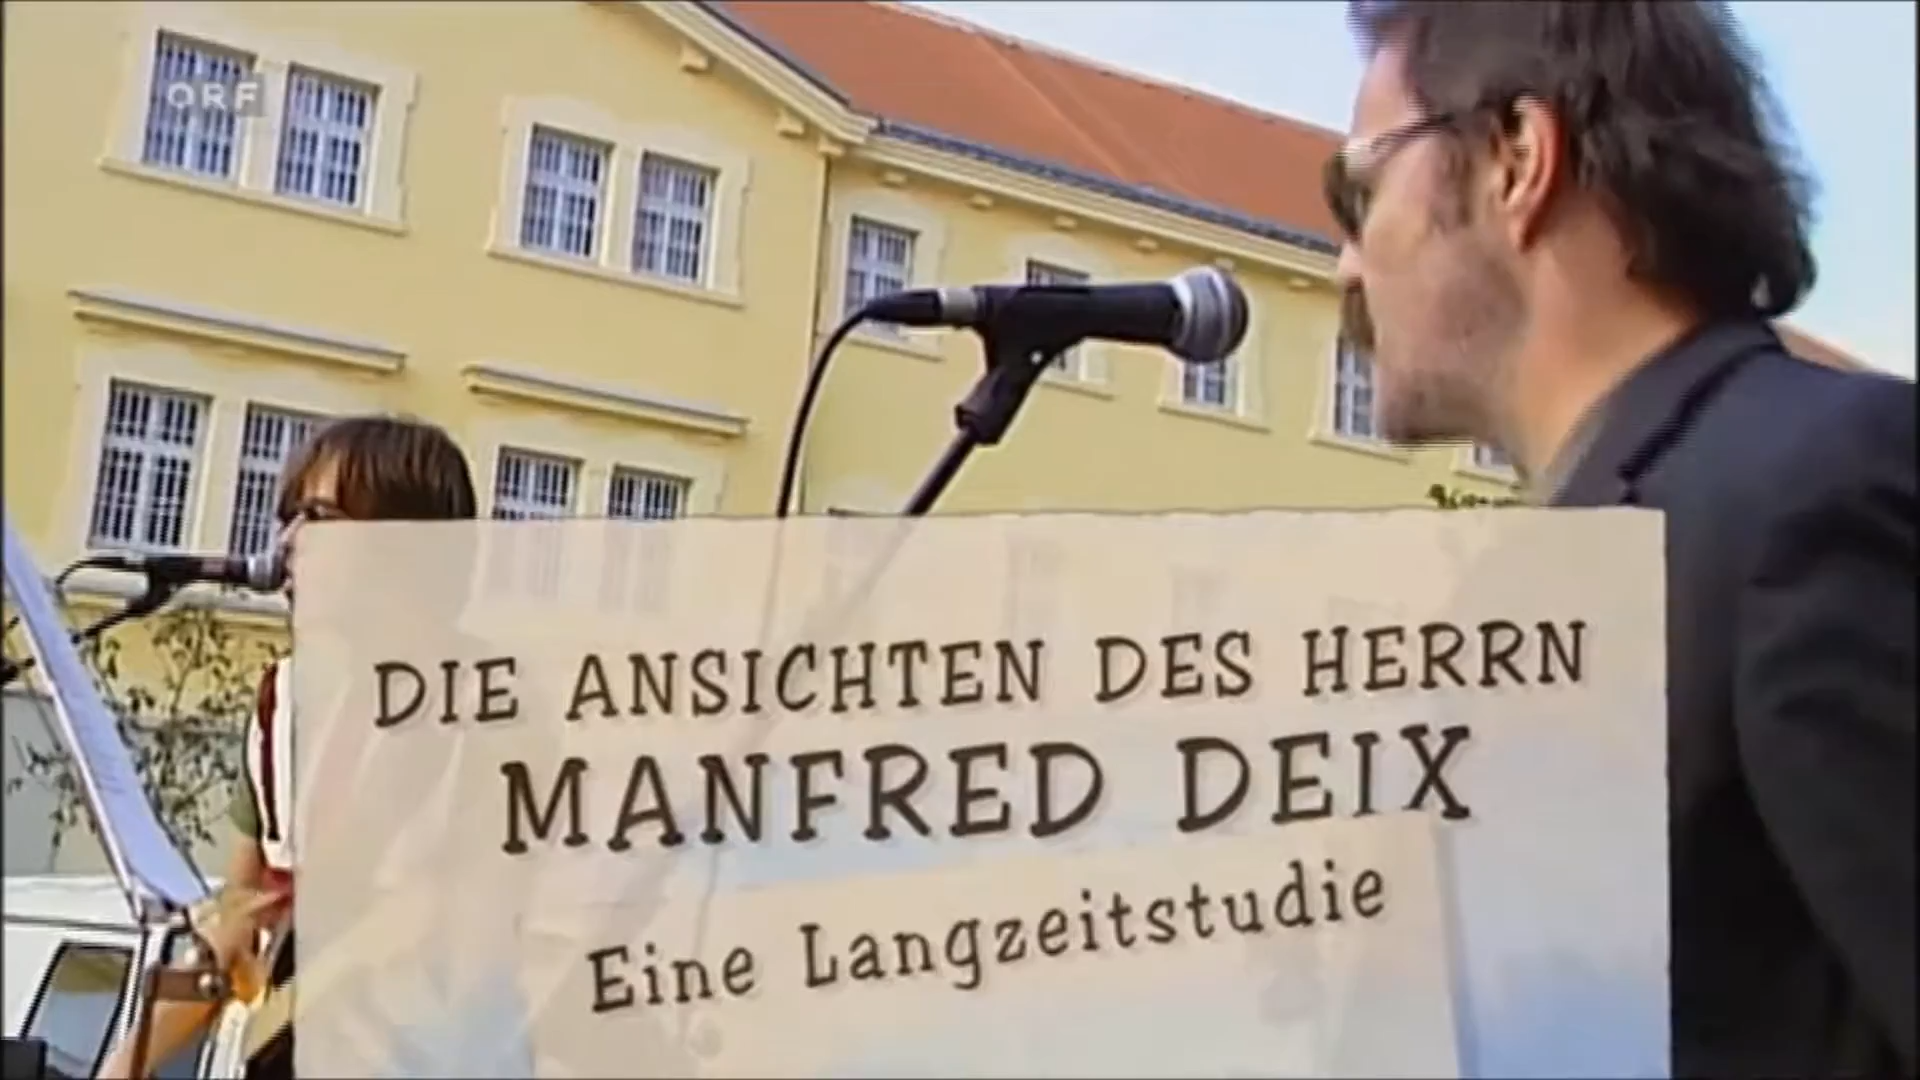 ORF
DIE ANSICHTEN DES HERRN
MANFRED DEIX
Eine Langzeitstudie